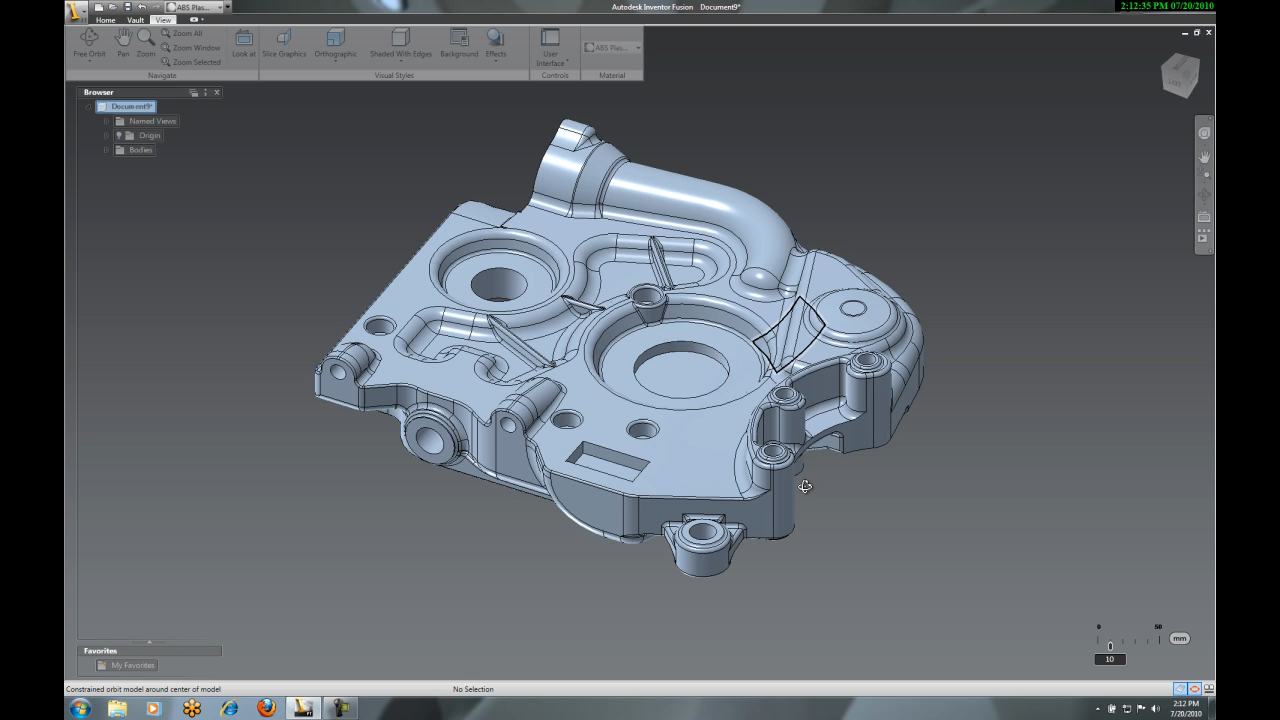 2:12:35 PM 07/20/2010
ABS Plas...
Autodesk Inventor Fusion Document9*
Home Vault View
Free Orbit
Pan
Zoom
Zoom All
Zoom Window
Zoom Selected
Look at
Slice Graphics
Orthographic
Shaded With Edges
Background
Effects
User
Interface
ABS Plas...
Navigate
Visual Styles
Controls
Material
Browser
Document9*
Named Views
Origin
Bodies
0 50
mm
10
Favorites
My Favorites
Constrained orbit model around center of model
No Selection
2:12 PM
7/20/2010